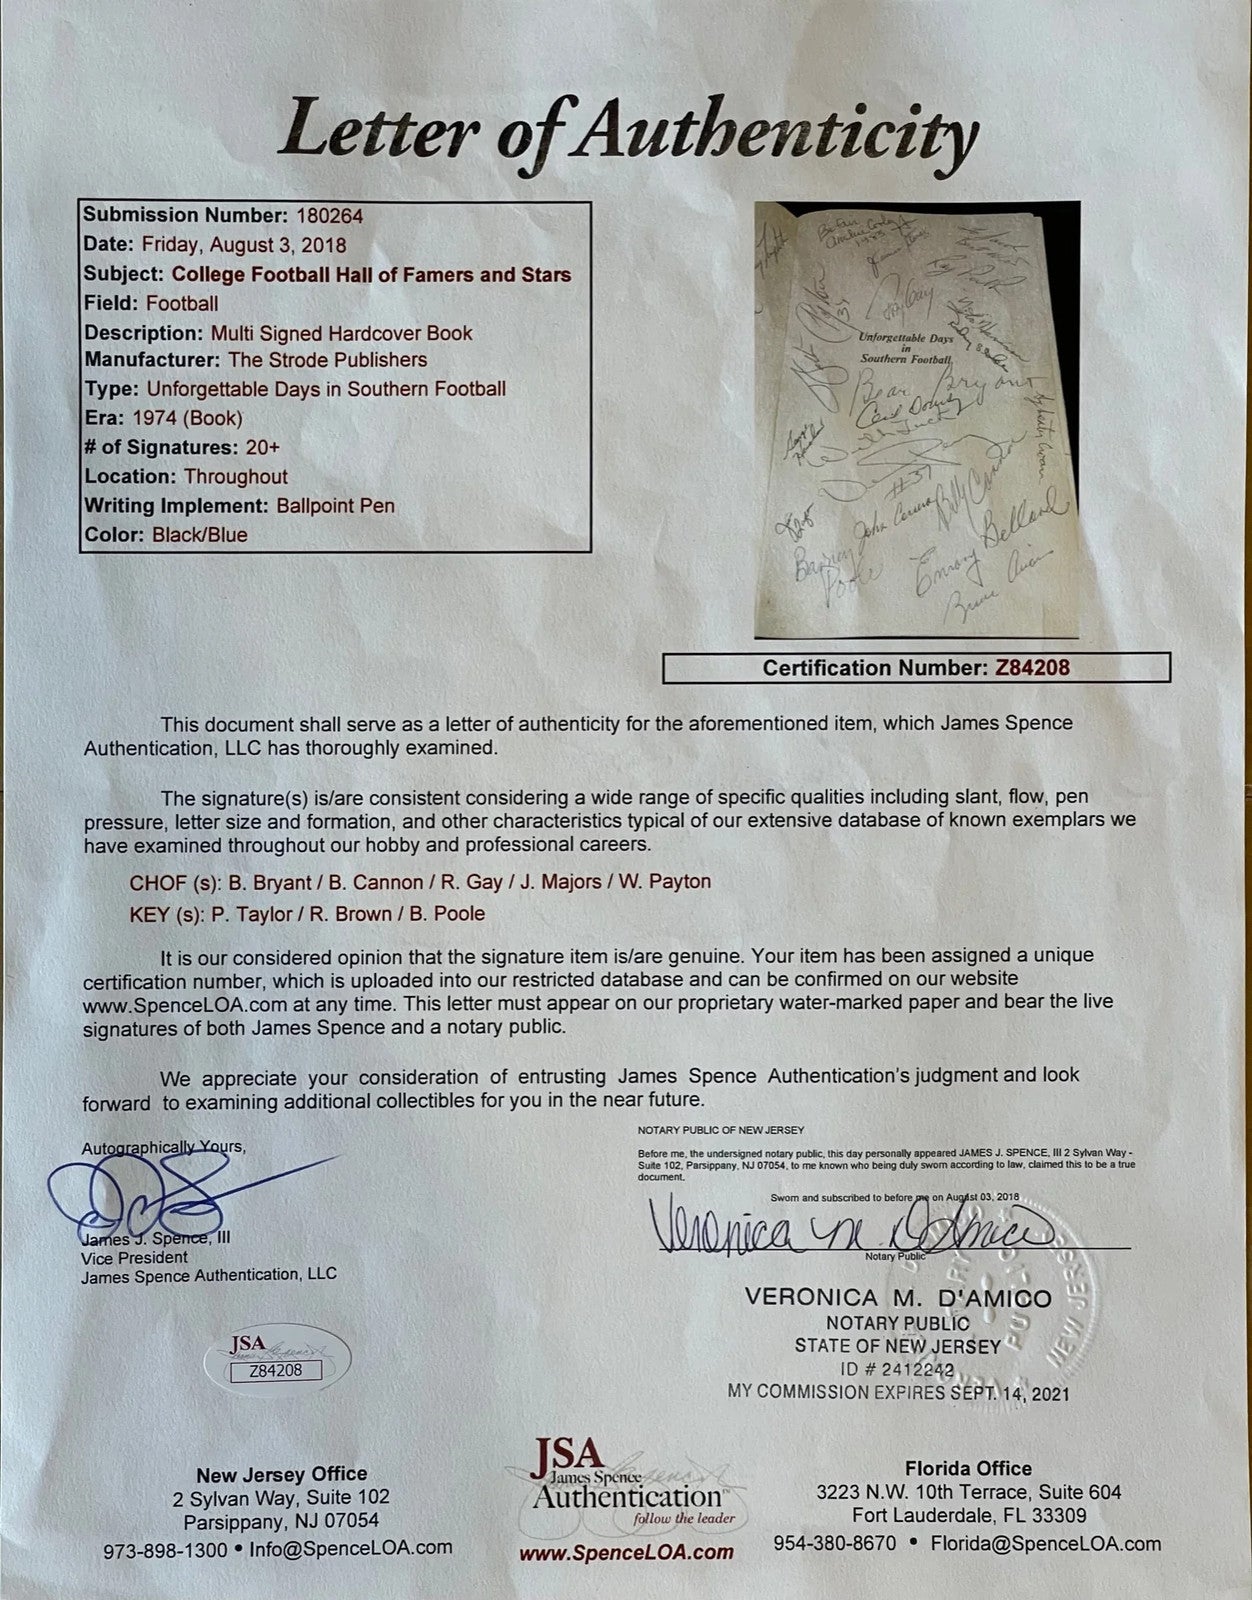 Letter of Authenticity
Submission Number: 180264
Date: Friday, August 3, 2018
Subject: College Football Hall of Famers and Stars
Field: Football
Description: Multi Signed Hardcover Book
Manufacturer: The Strode Publishers
Type: Unforgettable Days in Southern Football
Era: 1974 (Book)
# of Signatures: 20+
Location: Throughout
Writing Implement: Ballpoint Pen
Color: Black/Blue
1983
Unforgettable Days
in
Southern Football
Bear Bryant
#37
John Billy Cannon
Barney
Poole
Emory Bellard
Certification Number: Z84208
This document shall serve as a letter of authenticity for the aforementioned item, which James Spence
Authentication, LLC has thoroughly examined.
The signature(s) is/are consistent considering a wide range of specific qualities including slant, flow, pen
pressure, letter size and formation, and other characteristics typical of our extensive database of known exemplars we
have examined throughout our hobby and professional careers.
CHOF (s): B. Bryant / B. Cannon / R. Gay / J. Majors / W. Payton
KEY (s): P. Taylor / R. Brown / B. Poole
It is our considered opinion that the signature item is/are genuine. Your item has been assigned a unique
certification number, which is uploaded into our restricted database and can be confirmed on our website
www.SpenceLOA.com at any time. This letter must appear on our proprietary water-marked paper and bear the live
signatures of both James Spence and a notary public.
We appreciate your consideration of entrusting James Spence Authentication's judgment and look
forward to examining additional collectibles for you in the near future.
Autographically Yours,
James J. Spence, III
Vice President
James Spence Authentication, LLC
NOTARY PUBLIC OF NEW JERSEY
Before me, the undersigned notary public, this day personally appeared JAMES J. SPENCE, III 2 Sylvan Way -
Suite 102, Parsippany, NJ 07054, to me known who being duly sworn according to law, claimed this to be a true
document.
Sworn and subscribed to before me on August 03, 2018
Veronica M. D'Amico
Notary Public
VERONICA M. D'AMICO
NOTARY PUBLIC
STATE OF NEW JERSEY
ID # 2412242
MY COMMISSION EXPIRES SEPT. 14, 2021
NEW JERSEY
JSA
Z84208
New Jersey Office
2 Sylvan Way, Suite 102
Parsippany, NJ 07054
973-898-1300 • Info@SpenceLOA.com
JSA
James Spence
Authentication™
follow the leader
www.SpenceLOA.com
Florida Office
3223 N.W. 10th Terrace, Suite 604
Fort Lauderdale, FL 33309
954-380-8670 • Florida@SpenceLOA.com